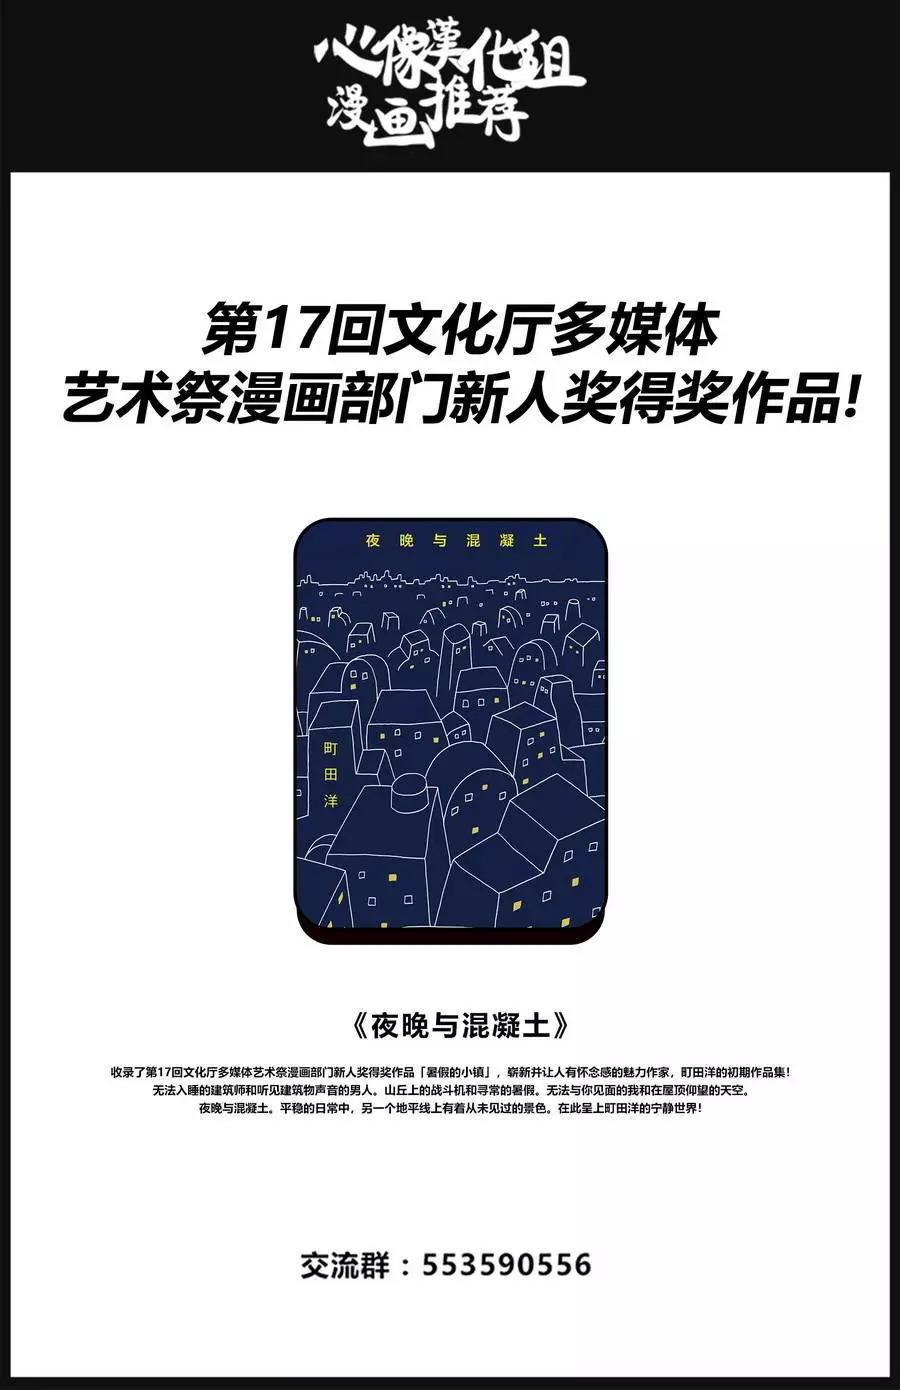 心像漢化组
漫画推荐
第17回文化厅多媒体
艺术祭漫画部门新人奖得奖作品!
夜晚与混凝土
町田洋
《夜晚与混凝土》
收录了第17回文化厅多媒体艺术祭漫画部门新人奖得奖作品「暑假的小镇」，崭新并让人有怀念感的魅力作家，町田洋的初期作品集!
无法入睡的建筑师和听见建筑物声音的男人。山丘上的战斗机和寻常的暑假。无法与你见面的我和在屋顶仰望的天空。
夜晚与混凝土。平稳的日常中，另一个地平线上有着从未见过的景色。在此呈上町田洋的宁静世界!
交流群：553590556